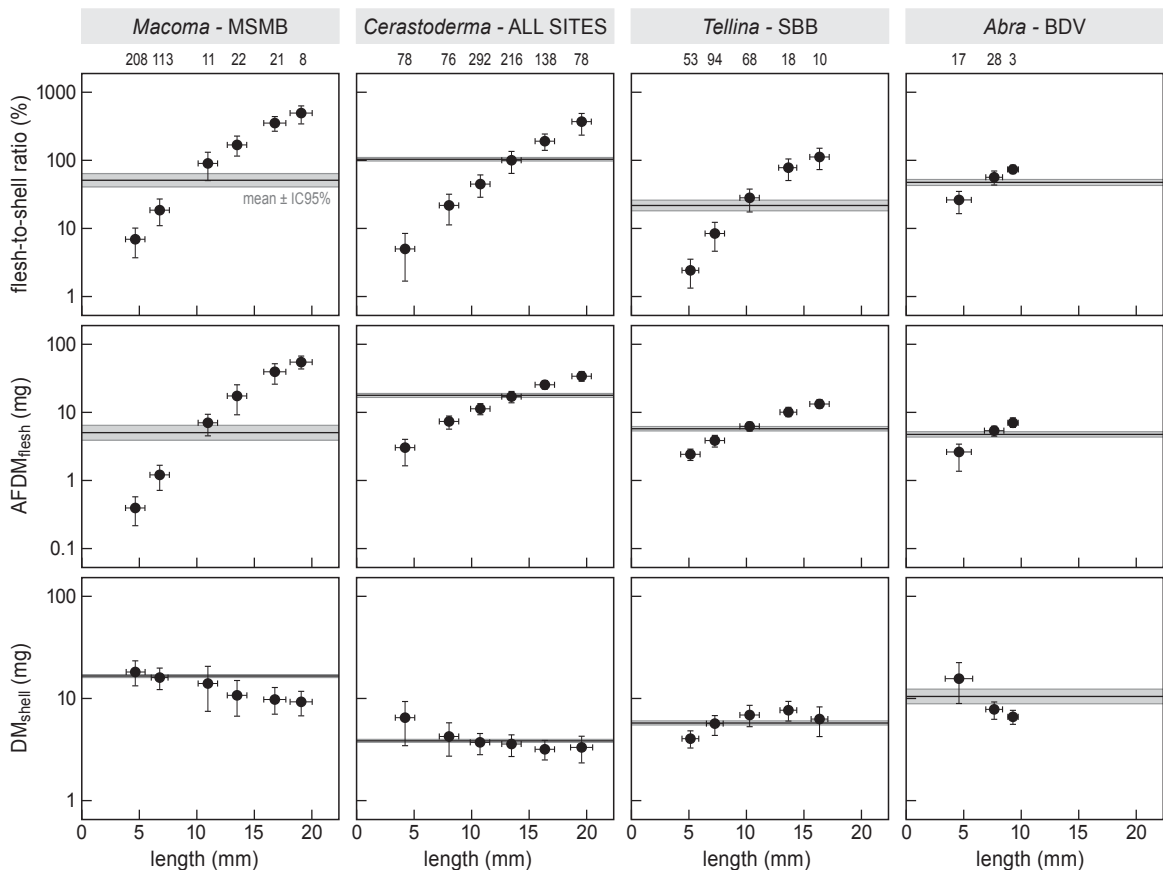 Macoma - MSMB
Cerastoderma - ALL SITES
Tellina - SBB
Abra - BDV
208 113 11 22 21 8
78 76 292 216 138 78
53 94 68 18 10
17 28 3
flesh-to-shell ratio (%)
1000
100
10
1
mean ± IC95%
AFDMflesh (mg)
100
10
1
0.1
DMshell (mg)
100
10
1
0 5 10 15 20
0 5 10 15 20
0 5 10 15 20
0 5 10 15 20
length (mm)
length (mm)
length (mm)
length (mm)